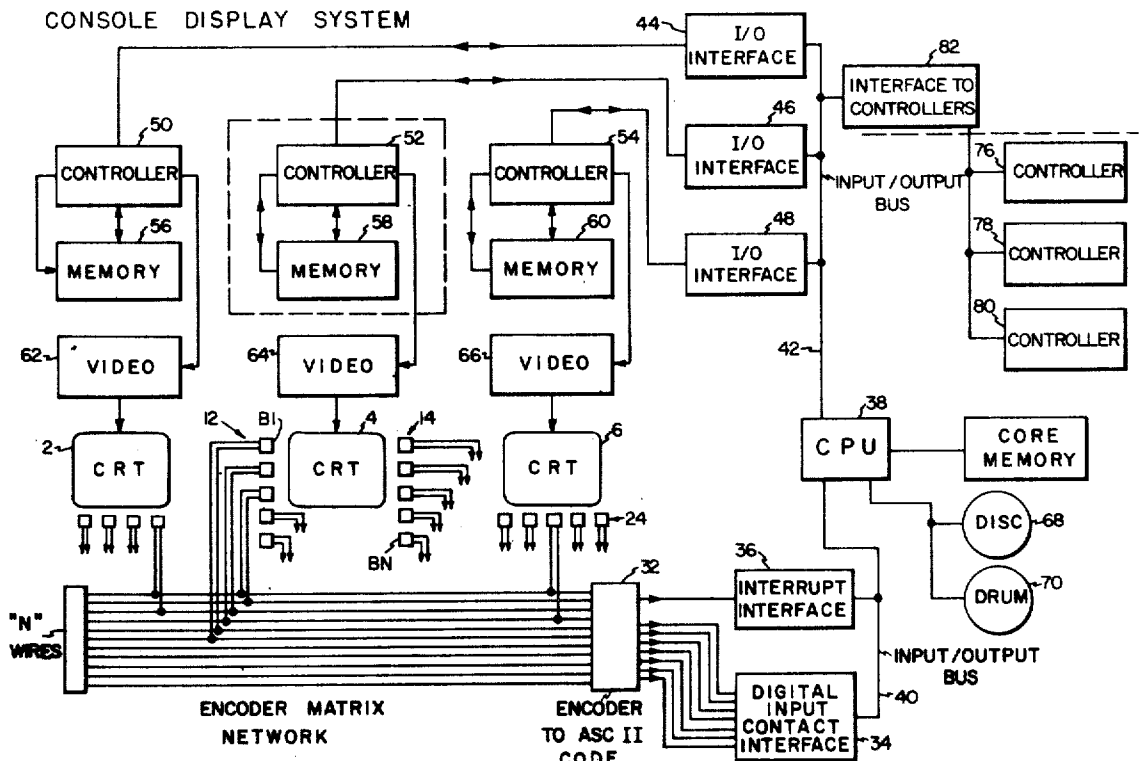 CONSOLE DISPLAY SYSTEM
44
I/O
INTERFACE
82
INTERFACE TO
CONTROLLERS
50
CONTROLLER
52
CONTROLLER
54
CONTROLLER
46
I/O
INTERFACE
INPUT/OUTPUT
BUS
76
CONTROLLER
56
MEMORY
58
MEMORY
60
MEMORY
48
I/O
INTERFACE
78
CONTROLLER
80
CONTROLLER
62
VIDEO
64
VIDEO
66
VIDEO
42
2
CRT
12
B1
4
CRT
14
6
CRT
38
CPU
CORE
MEMORY
24
BN
DISC
68
DRUM
70
32
36
INTERRUPT
INTERFACE
"N"
WIRES
INPUT/OUTPUT
BUS
40
DIGITAL
INPUT
CONTACT
INTERFACE
34
ENCODER MATRIX
NETWORK
ENCODER
TO ASC II
CODE